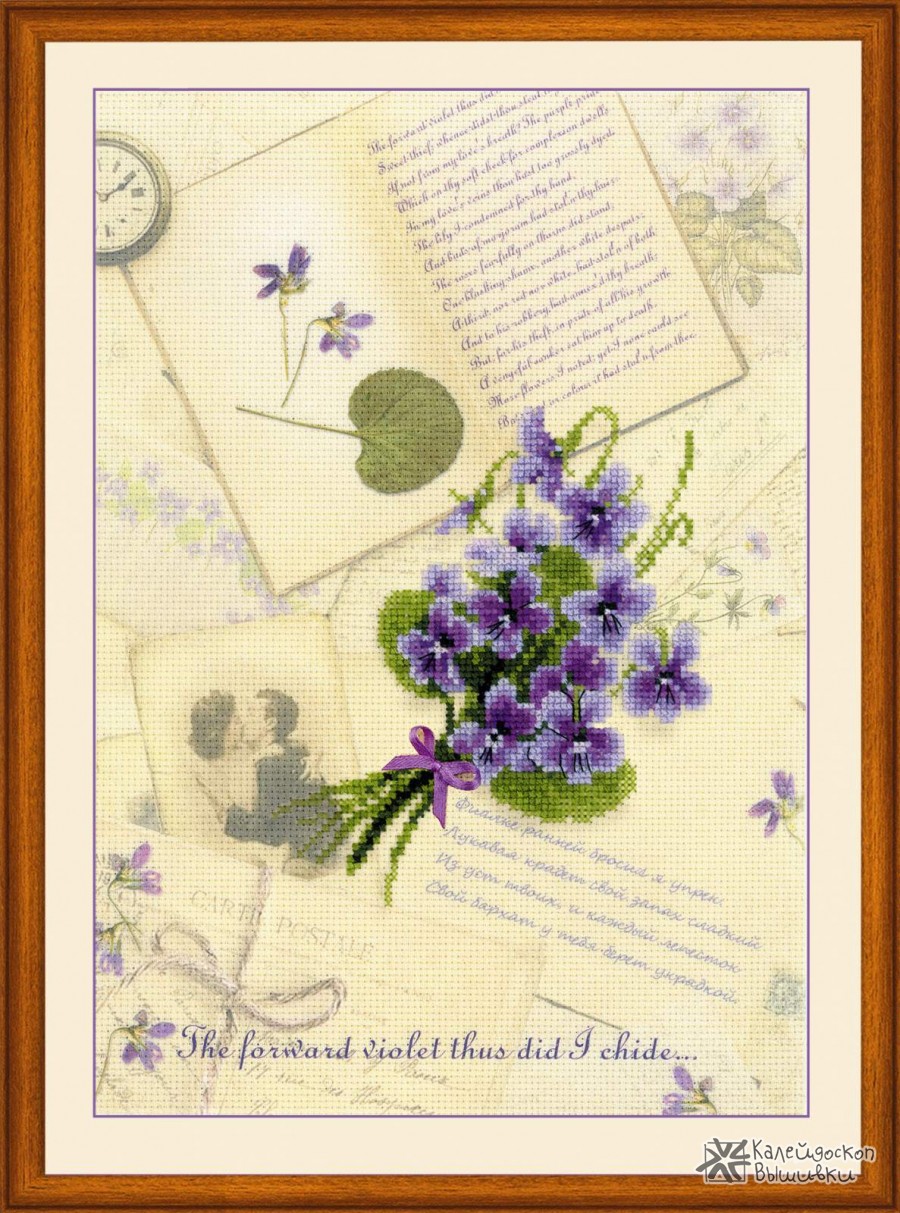 The forward violet thus did
Sweet thief, whence didst thou steal thy
If not from my love's breath? The purple pride
Which on thy soft cheek for complexion dwells
In my love's veins thou hast too grossly dyed.
The lily I condemned for thy hand,
And buds of marjoram had stol'n thy hair;
The roses fearfully on thorns did stand,
One blushing shame, another white despair;
A third, nor red nor white, had stol'n of both
And to his robbery had annex'd thy breath;
But, for his theft, in pride of all his growth
A vengeful canker eat him up to death.
More flowers I noted, yet I none could see
But or colour it had stol'n from thee.
Фиалке ранней бросил я упрек:
Лукавая крадет свой запах сладкий
Из уст твоих, и каждый лепесток
Свой бархат у тебя берет украдкой.
CARTE POSTALE
The forward violet thus did I chide...
Калейдоскоп
Вышивки